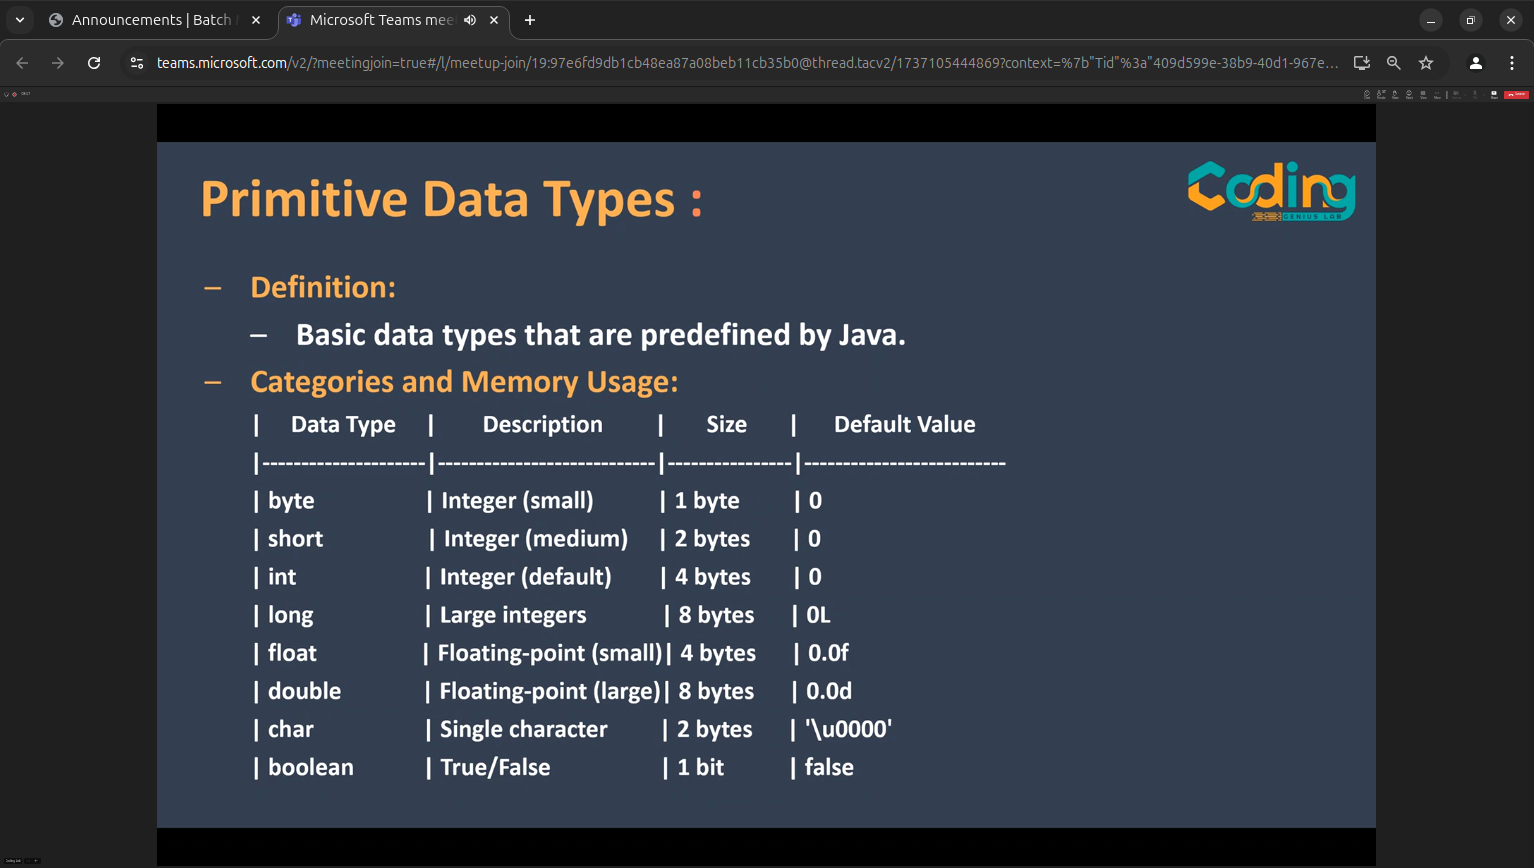 Announcements | Batch
Microsoft Teams mee
teams.microsoft.com/v2/?meetingjoin=true#/l/meetup-join/19:97e6fd9db1cb48ea87a08beb11cb35b0@thread.tacv2/1737105444869?context=%7b"Tid"%3a"409d599e-38b9-40d1-967e...
Coding
GENIUS LAB
Primitive Data Types :
– Definition:
– Basic data types that are predefined by Java.
– Categories and Memory Usage:
| Data Type | Description | Size | Default Value
|---------------------|----------------------------|----------------|--------------------------
| byte | Integer (small) | 1 byte | 0
| short | Integer (medium) | 2 bytes | 0
| int | Integer (default) | 4 bytes | 0
| long | Large integers | 8 bytes | 0L
| float | Floating-point (small)| 4 bytes | 0.0f
| double | Floating-point (large)| 8 bytes | 0.0d
| char | Single character | 2 bytes | '\u0000'
| boolean | True/False | 1 bit | false